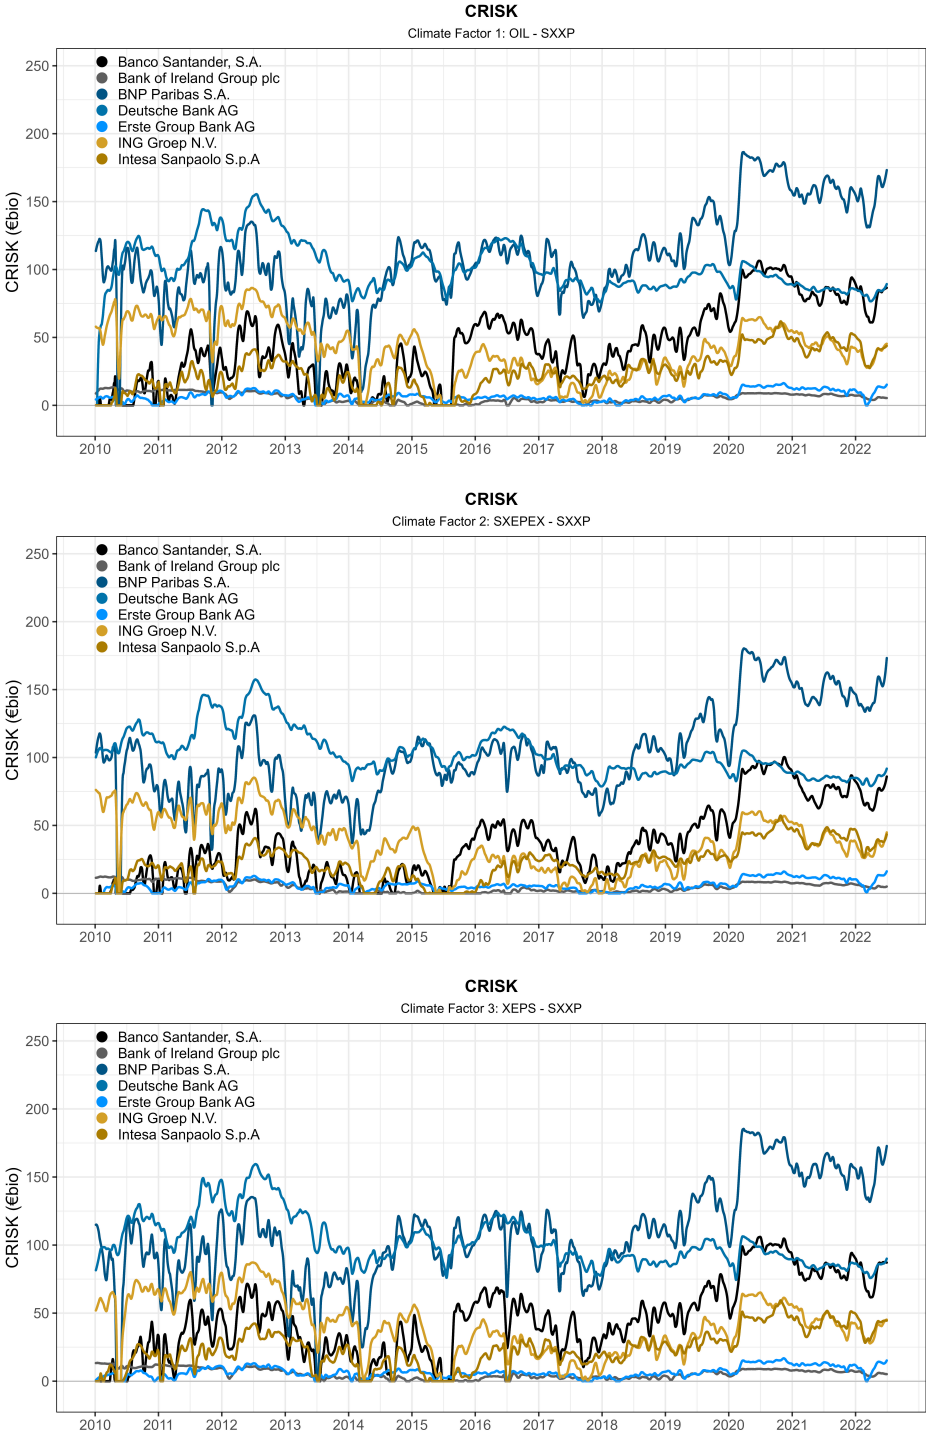 CRISK
Climate Factor 1: OIL - SXXP
CRISK (€bio)
250
200
150
100
50
0
Banco Santander, S.A.
Bank of Ireland Group plc
BNP Paribas S.A.
Deutsche Bank AG
Erste Group Bank AG
ING Groep N.V.
Intesa Sanpaolo S.p.A
2010 2011 2012 2013 2014 2015 2016 2017 2018 2019 2020 2021 2022
CRISK
Climate Factor 2: SXEPEX - SXXP
CRISK (€bio)
250
200
150
100
50
0
Banco Santander, S.A.
Bank of Ireland Group plc
BNP Paribas S.A.
Deutsche Bank AG
Erste Group Bank AG
ING Groep N.V.
Intesa Sanpaolo S.p.A
2010 2011 2012 2013 2014 2015 2016 2017 2018 2019 2020 2021 2022
CRISK
Climate Factor 3: XEPS - SXXP
CRISK (€bio)
250
200
150
100
50
0
Banco Santander, S.A.
Bank of Ireland Group plc
BNP Paribas S.A.
Deutsche Bank AG
Erste Group Bank AG
ING Groep N.V.
Intesa Sanpaolo S.p.A
2010 2011 2012 2013 2014 2015 2016 2017 2018 2019 2020 2021 2022